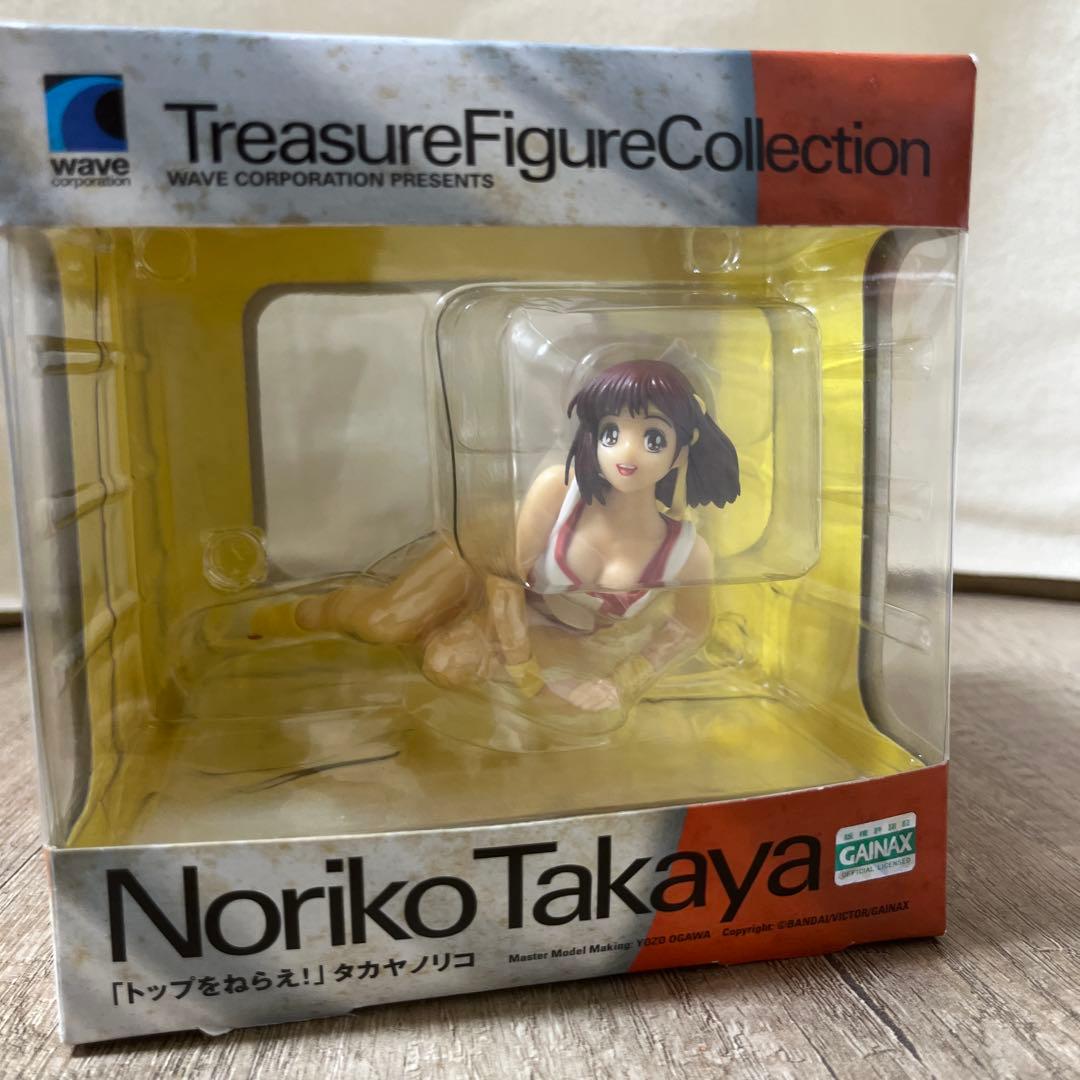 wave
corporation
TreasureFigureCollection
WAVE CORPORATION PRESENTS
Noriko Takaya
版権許諾証
GAINAX
OFFICIAL LICENSED
Master Model Making: YOZO OGAWA Copyright: ©BANDAI/VICTOR/GAINAX
「トップをねらえ!」タカヤノリコ